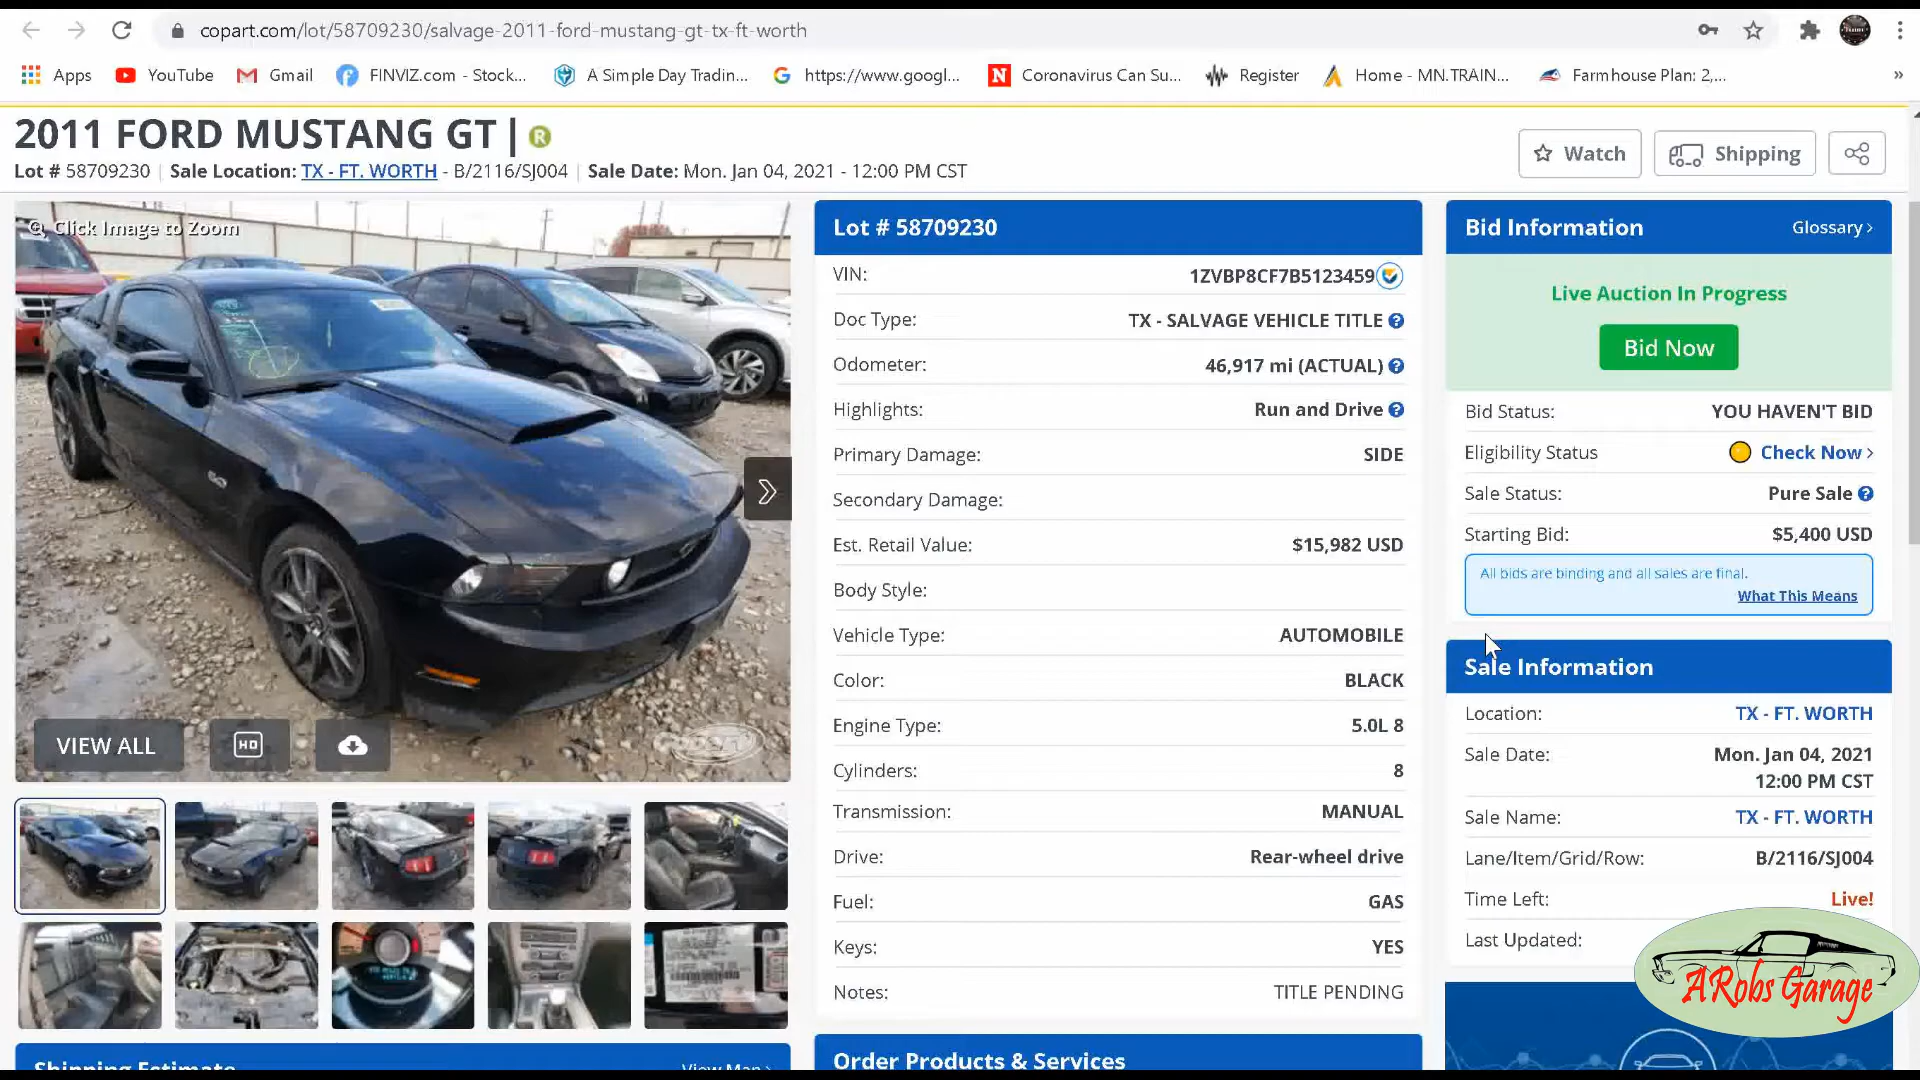 copart.com/lot/58709230/salvage-2011-ford-mustang-gt-tx-ft-worth
Apps YouTube Gmail FINVIZ.com - Stock... A Simple Day Tradin... https://www.googl... Coronavirus Can Su... Register Home - MN.TRAIN... Farmhouse Plan: 2,... »
2011 FORD MUSTANG GT | R
Lot # 58709230 | Sale Location: TX - FT. WORTH - B/2116/SJ004 | Sale Date: Mon. Jan 04, 2021 - 12:00 PM CST
Watch Shipping
Click Image to Zoom
VIEW ALL HD
Shipping Estimate View Map >
Lot # 58709230
VIN: 1ZVBP8CF7B5123459
Doc Type: TX - SALVAGE VEHICLE TITLE
Odometer: 46,917 mi (ACTUAL)
Highlights: Run and Drive
Primary Damage: SIDE
Secondary Damage:
Est. Retail Value: $15,982 USD
Body Style:
Vehicle Type: AUTOMOBILE
Color: BLACK
Engine Type: 5.0L 8
Cylinders: 8
Transmission: MANUAL
Drive: Rear-wheel drive
Fuel: GAS
Keys: YES
Notes: TITLE PENDING
Order Products & Services
Bid Information Glossary >
Live Auction In Progress
Bid Now
Bid Status: YOU HAVEN'T BID
Eligibility Status Check Now >
Sale Status: Pure Sale
Starting Bid: $5,400 USD
All bids are binding and all sales are final.
What This Means
Sale Information
Location: TX - FT. WORTH
Sale Date: Mon. Jan 04, 2021
12:00 PM CST
Sale Name: TX - FT. WORTH
Lane/Item/Grid/Row: B/2116/SJ004
Time Left: Live!
Last Updated:
ARobs Garage